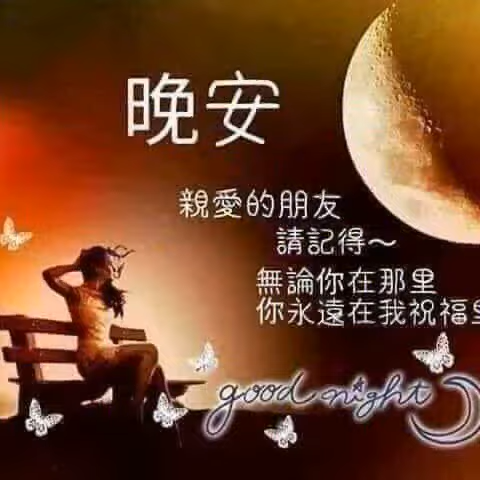 晚安
親愛的朋友
請記得～
無論你在那里
你永遠在我祝福里
good night